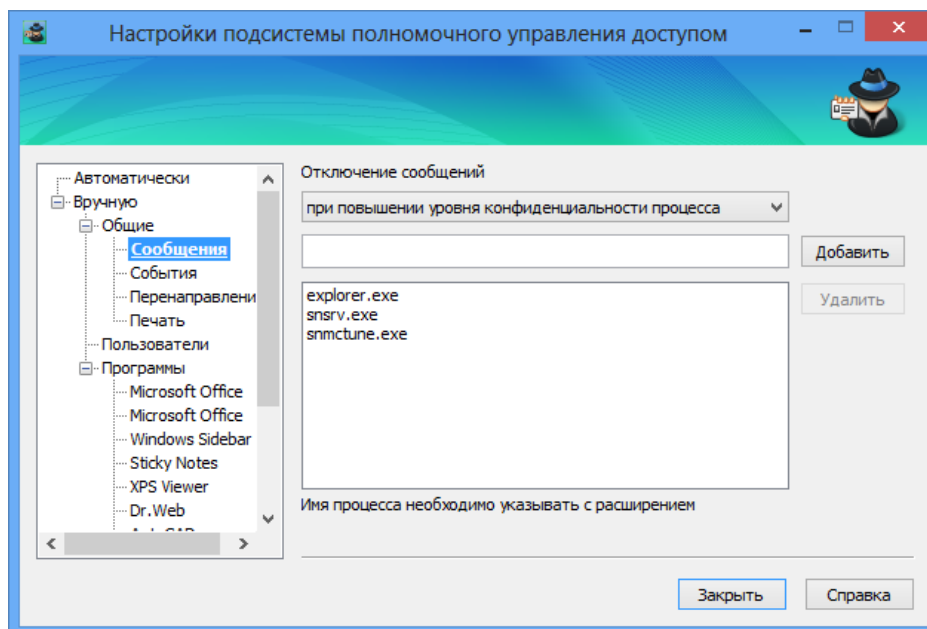 Настройки подсистемы полномочного управления доступом
Автоматически
Вручную
Общие
Сообщения
События
Перенаправлени
Печать
Пользователи
Программы
Microsoft Office
Microsoft Office
Windows Sidebar
Sticky Notes
XPS Viewer
Dr.Web
Отключение сообщений
при повышении уровня конфиденциальности процесса
Добавить
explorer.exe
snsrv.exe
snmctune.exe
Удалить
Имя процесса необходимо указывать с расширением
Закрыть
Справка